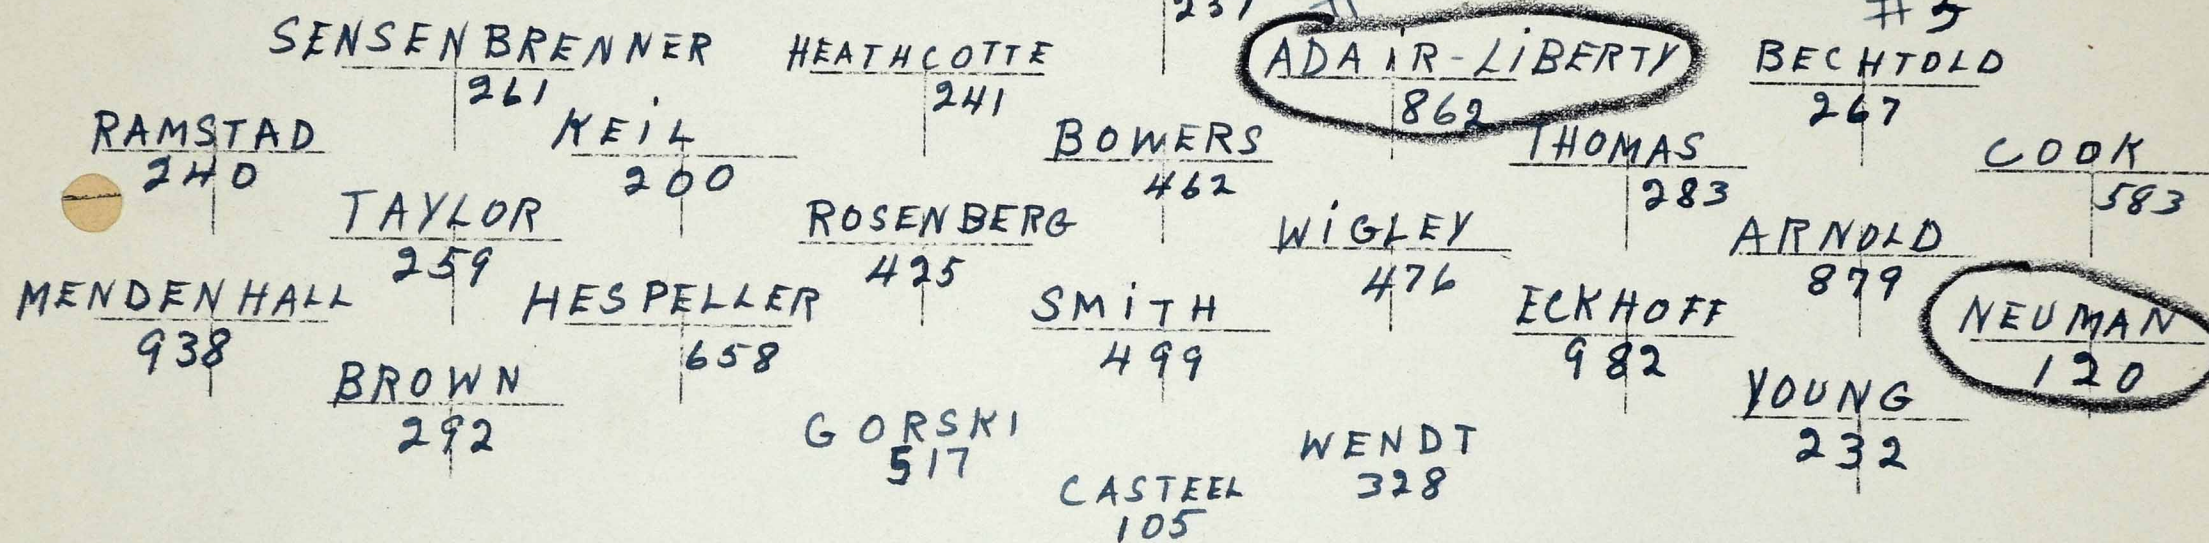 237
#5
SENSENBRENNER
261
HEATHCOTTE
241
ADAIR-LIBERTY
862
BECHTOLD
267
RAMSTAD
240
KEIL
200
BOWERS
462
THOMAS
283
COOK
583
TAYLOR
259
ROSENBERG
425
WIGLEY
476
ARNOLD
879
MENDENHALL
938
HESPELLER
658
SMITH
499
ECKHOFF
982
NEUMAN
120
BROWN
292
YOUNG
232
GORSKI
517
WENDT
328
CASTEEL
105